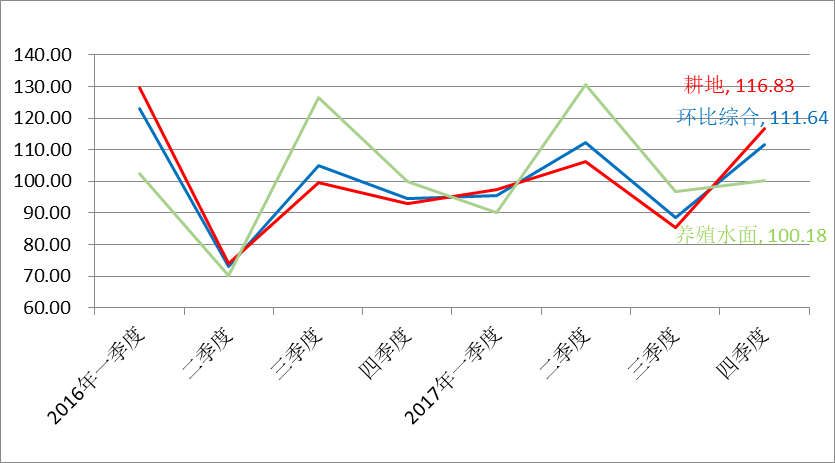 140.00
130.00
120.00
110.00
100.00
90.00
80.00
70.00
60.00
耕地, 116.83
环比综合, 111.64
养殖水面, 100.18
2016年一季度
二季度
三季度
四季度
2017年一季度
二季度
三季度
四季度